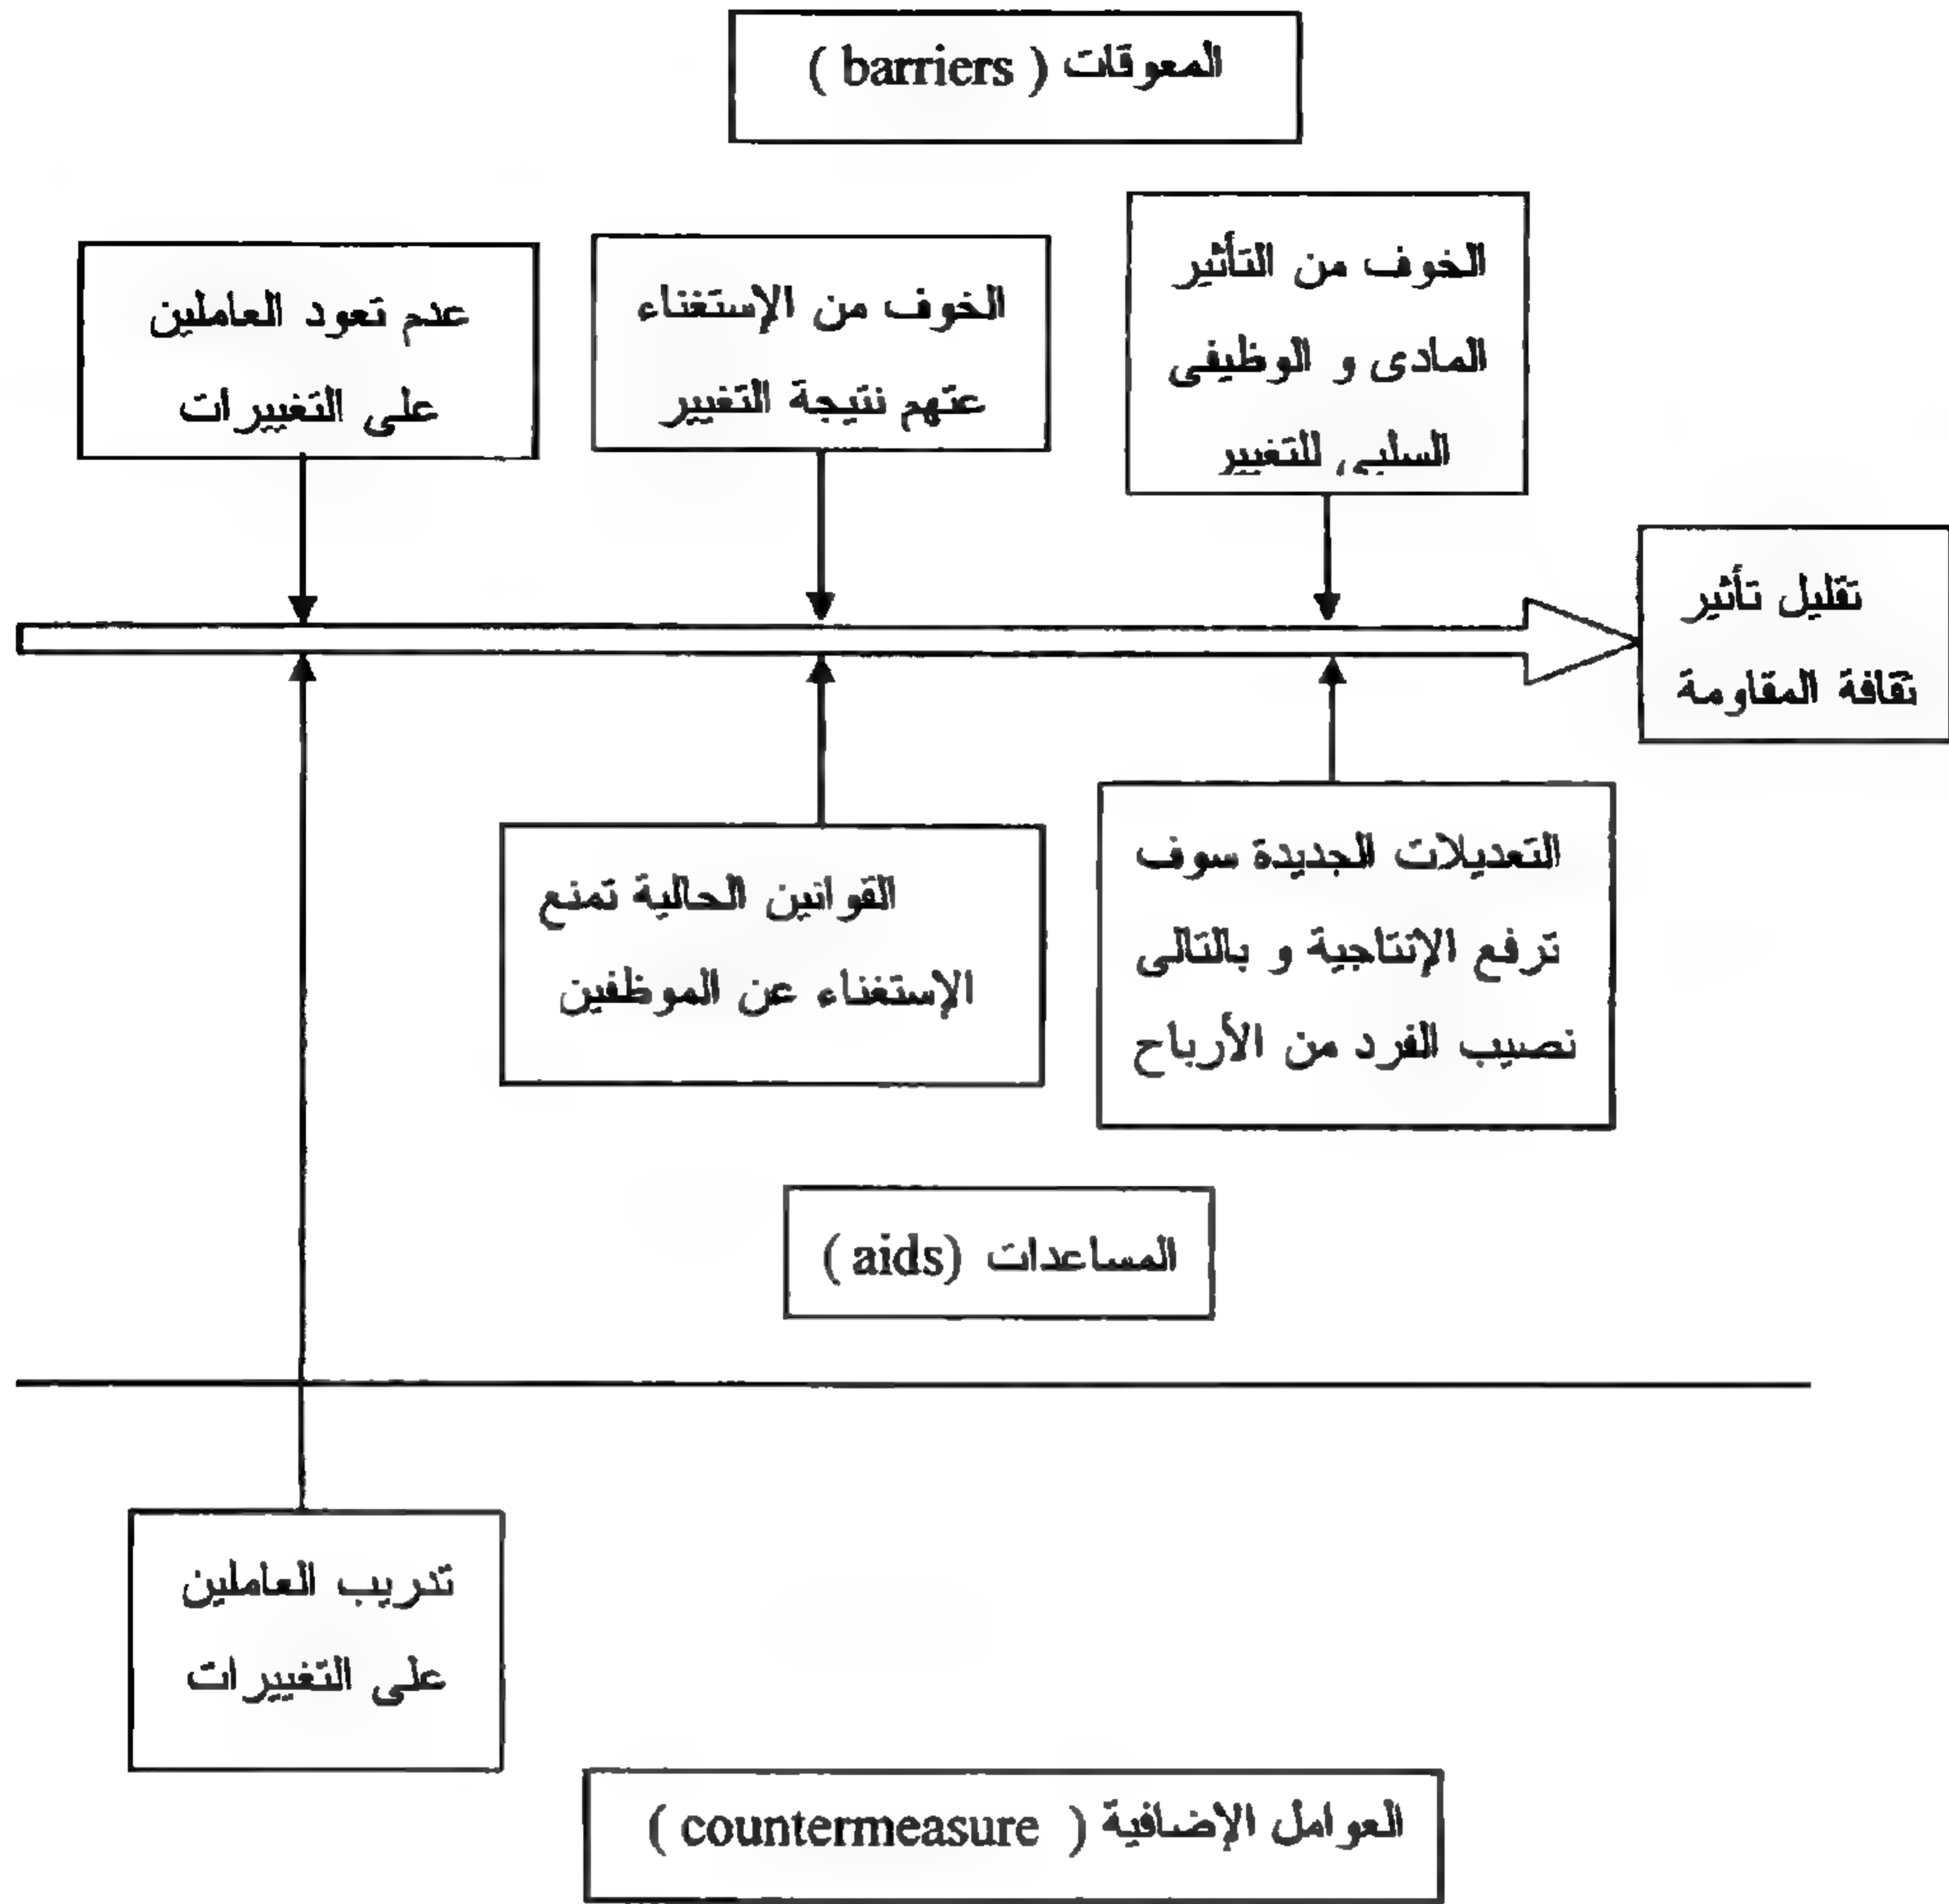 المعوقات ( barriers )
الخوف من التأثير
المادى و الوظيفى
السلبى للتغيير
الخوف من الإستغناء
عنهم نتيجة التغيير
عدم تعود العاملين
على التغييرات
تقليل تأثير
ثقافة المقاومة
التعديلات الجديدة سوف
ترفع الإنتاجية و بالتالى
نصيب الفرد من الأرباح
القوانين الحالية تمنع
الإستغناء عن الموظفين
المساعدات (aids )
تدريب العاملين
على التغييرات
العوامل الإضافية ( countermeasure )